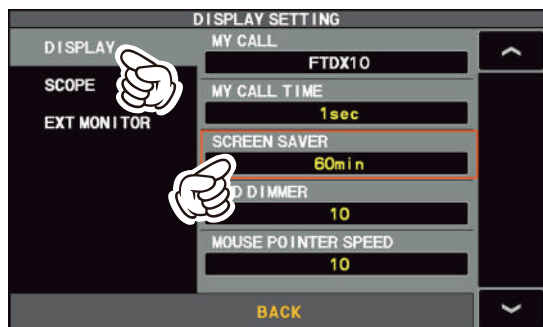 DISPLAY SETTING
DISPLAY
SCOPE
EXT MONITOR
MY CALL
FTDX10
MY CALL TIME
1sec
SCREEN SAVER
60min
DIMMER
10
MOUSE POINTER SPEED
10
BACK